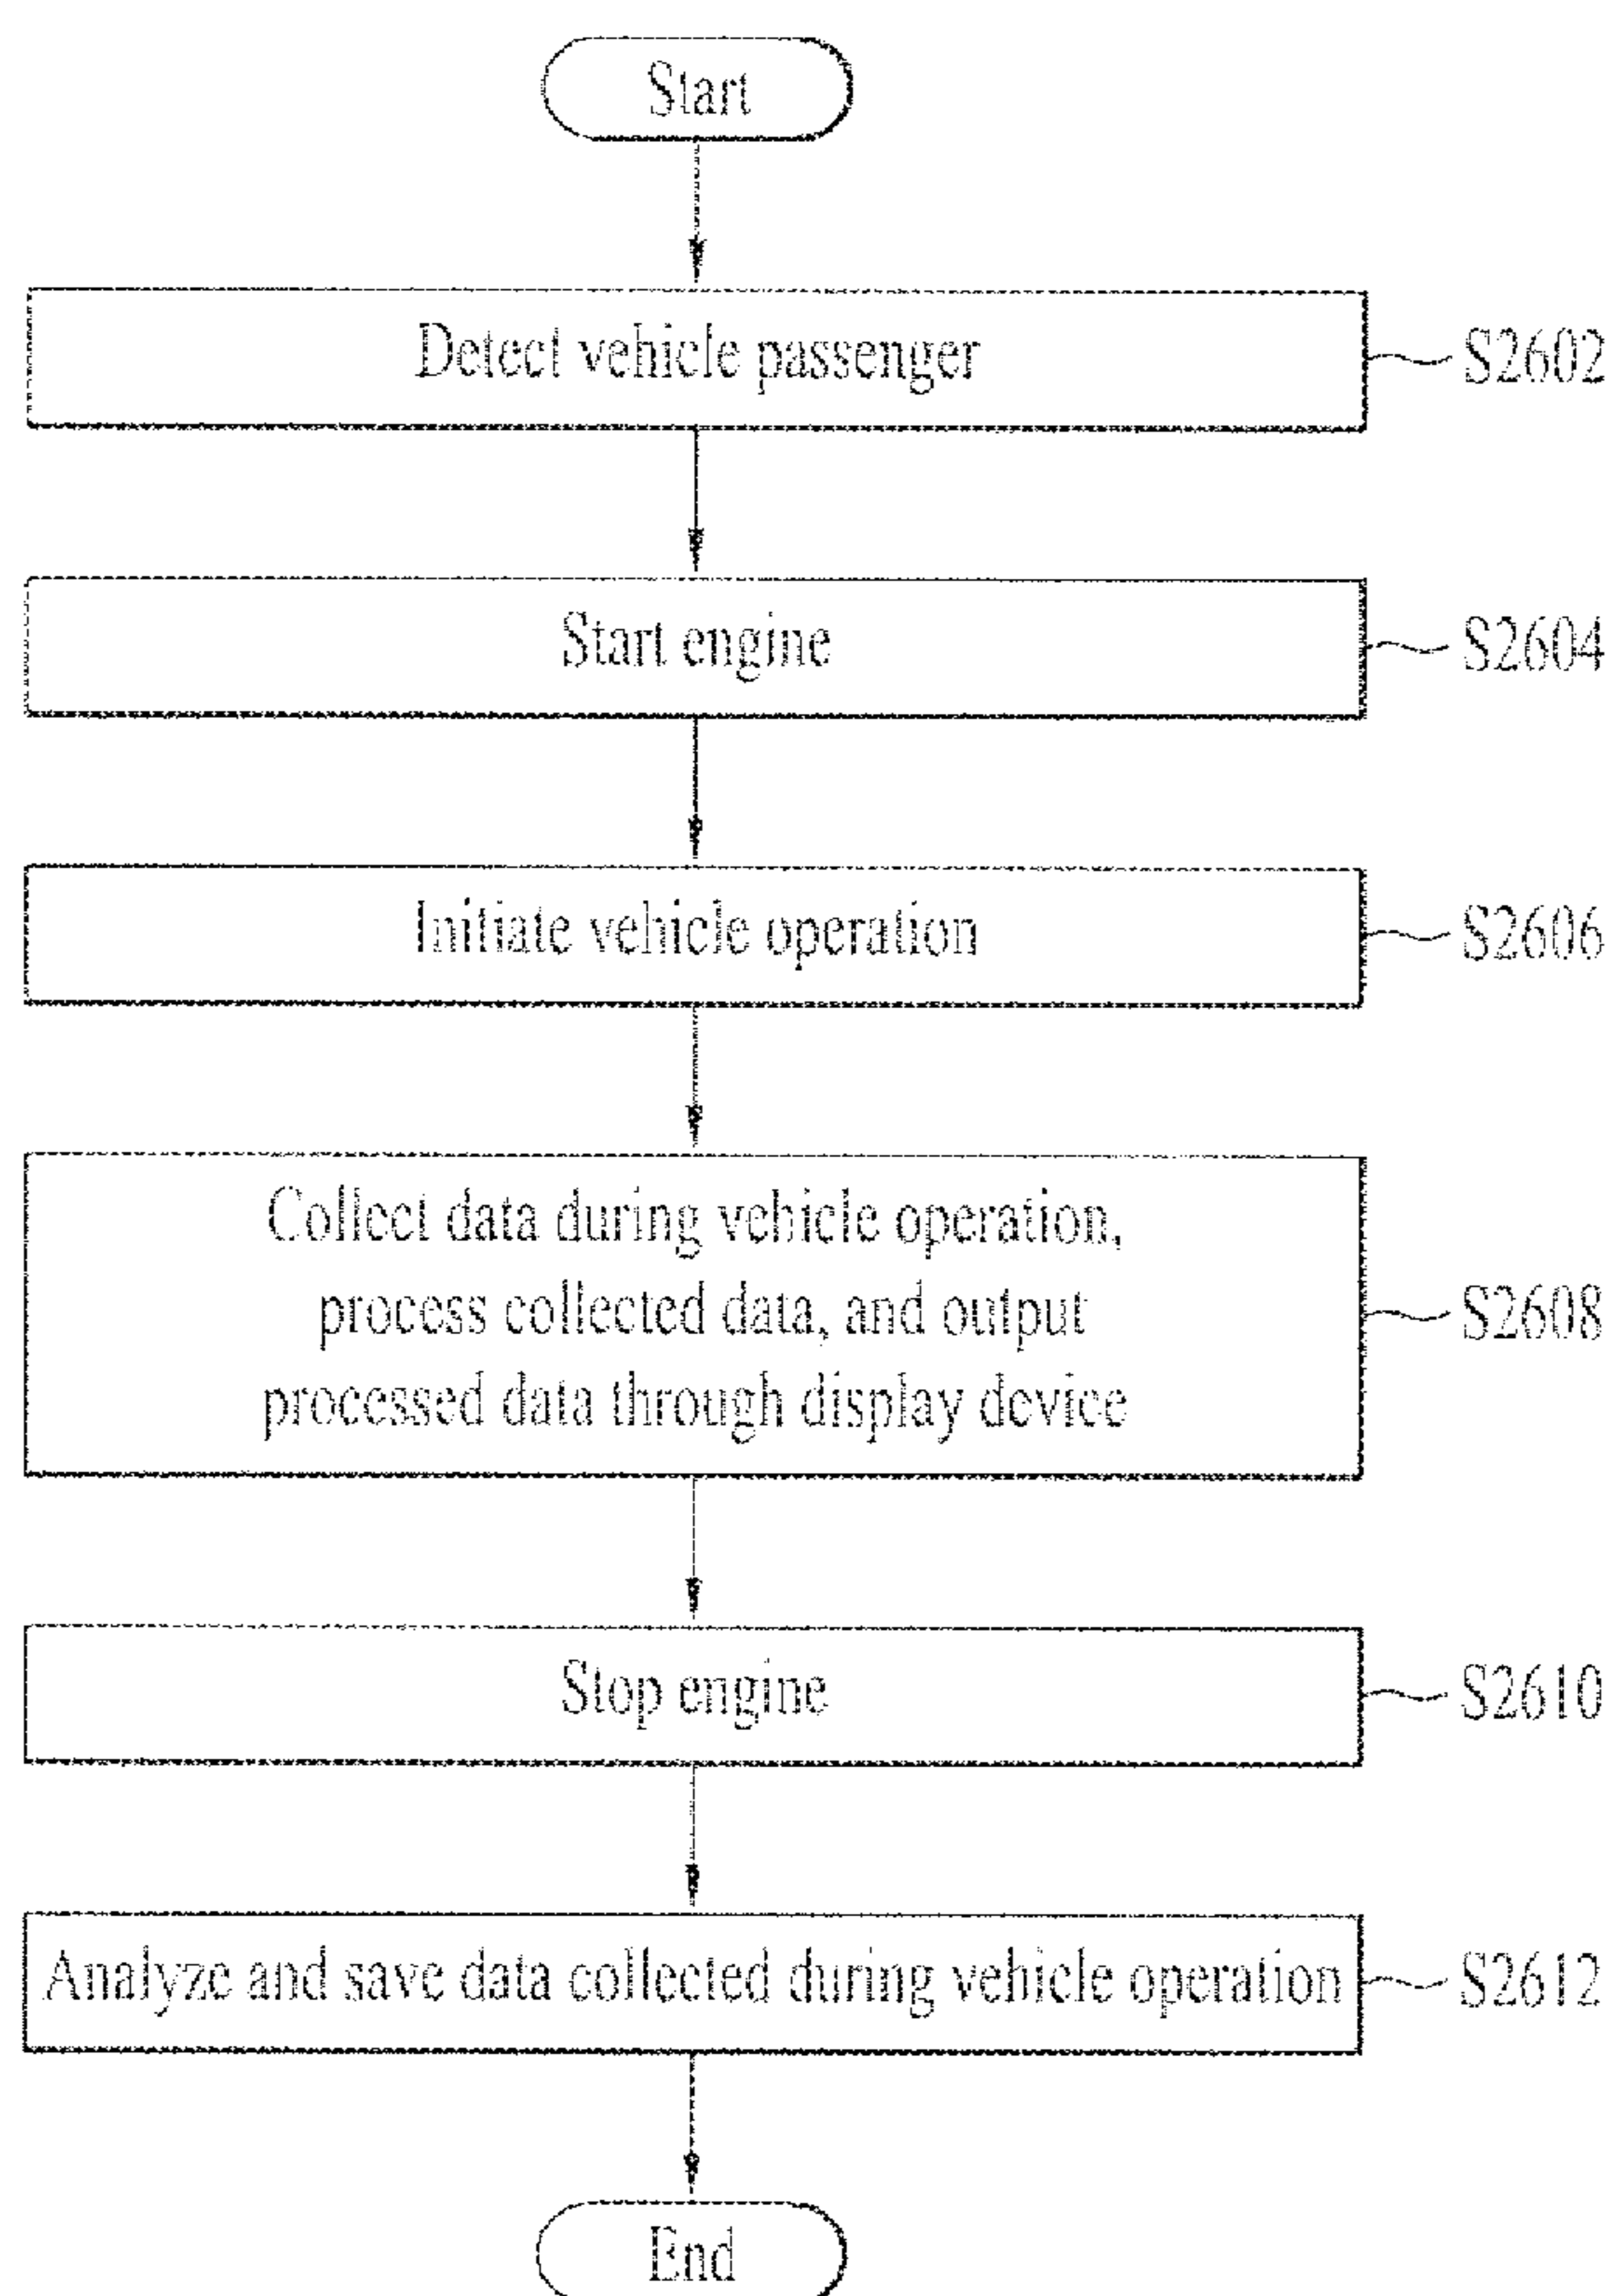 Start
Detect vehicle passenger
S2602
Start engine
S2604
Initiate vehicle operation
S2606
Collect data during vehicle operation,
process collected data, and output
processed data through display device
S2608
Stop engine
S2610
Analyze and save data collected during vehicle operation
S2612
End